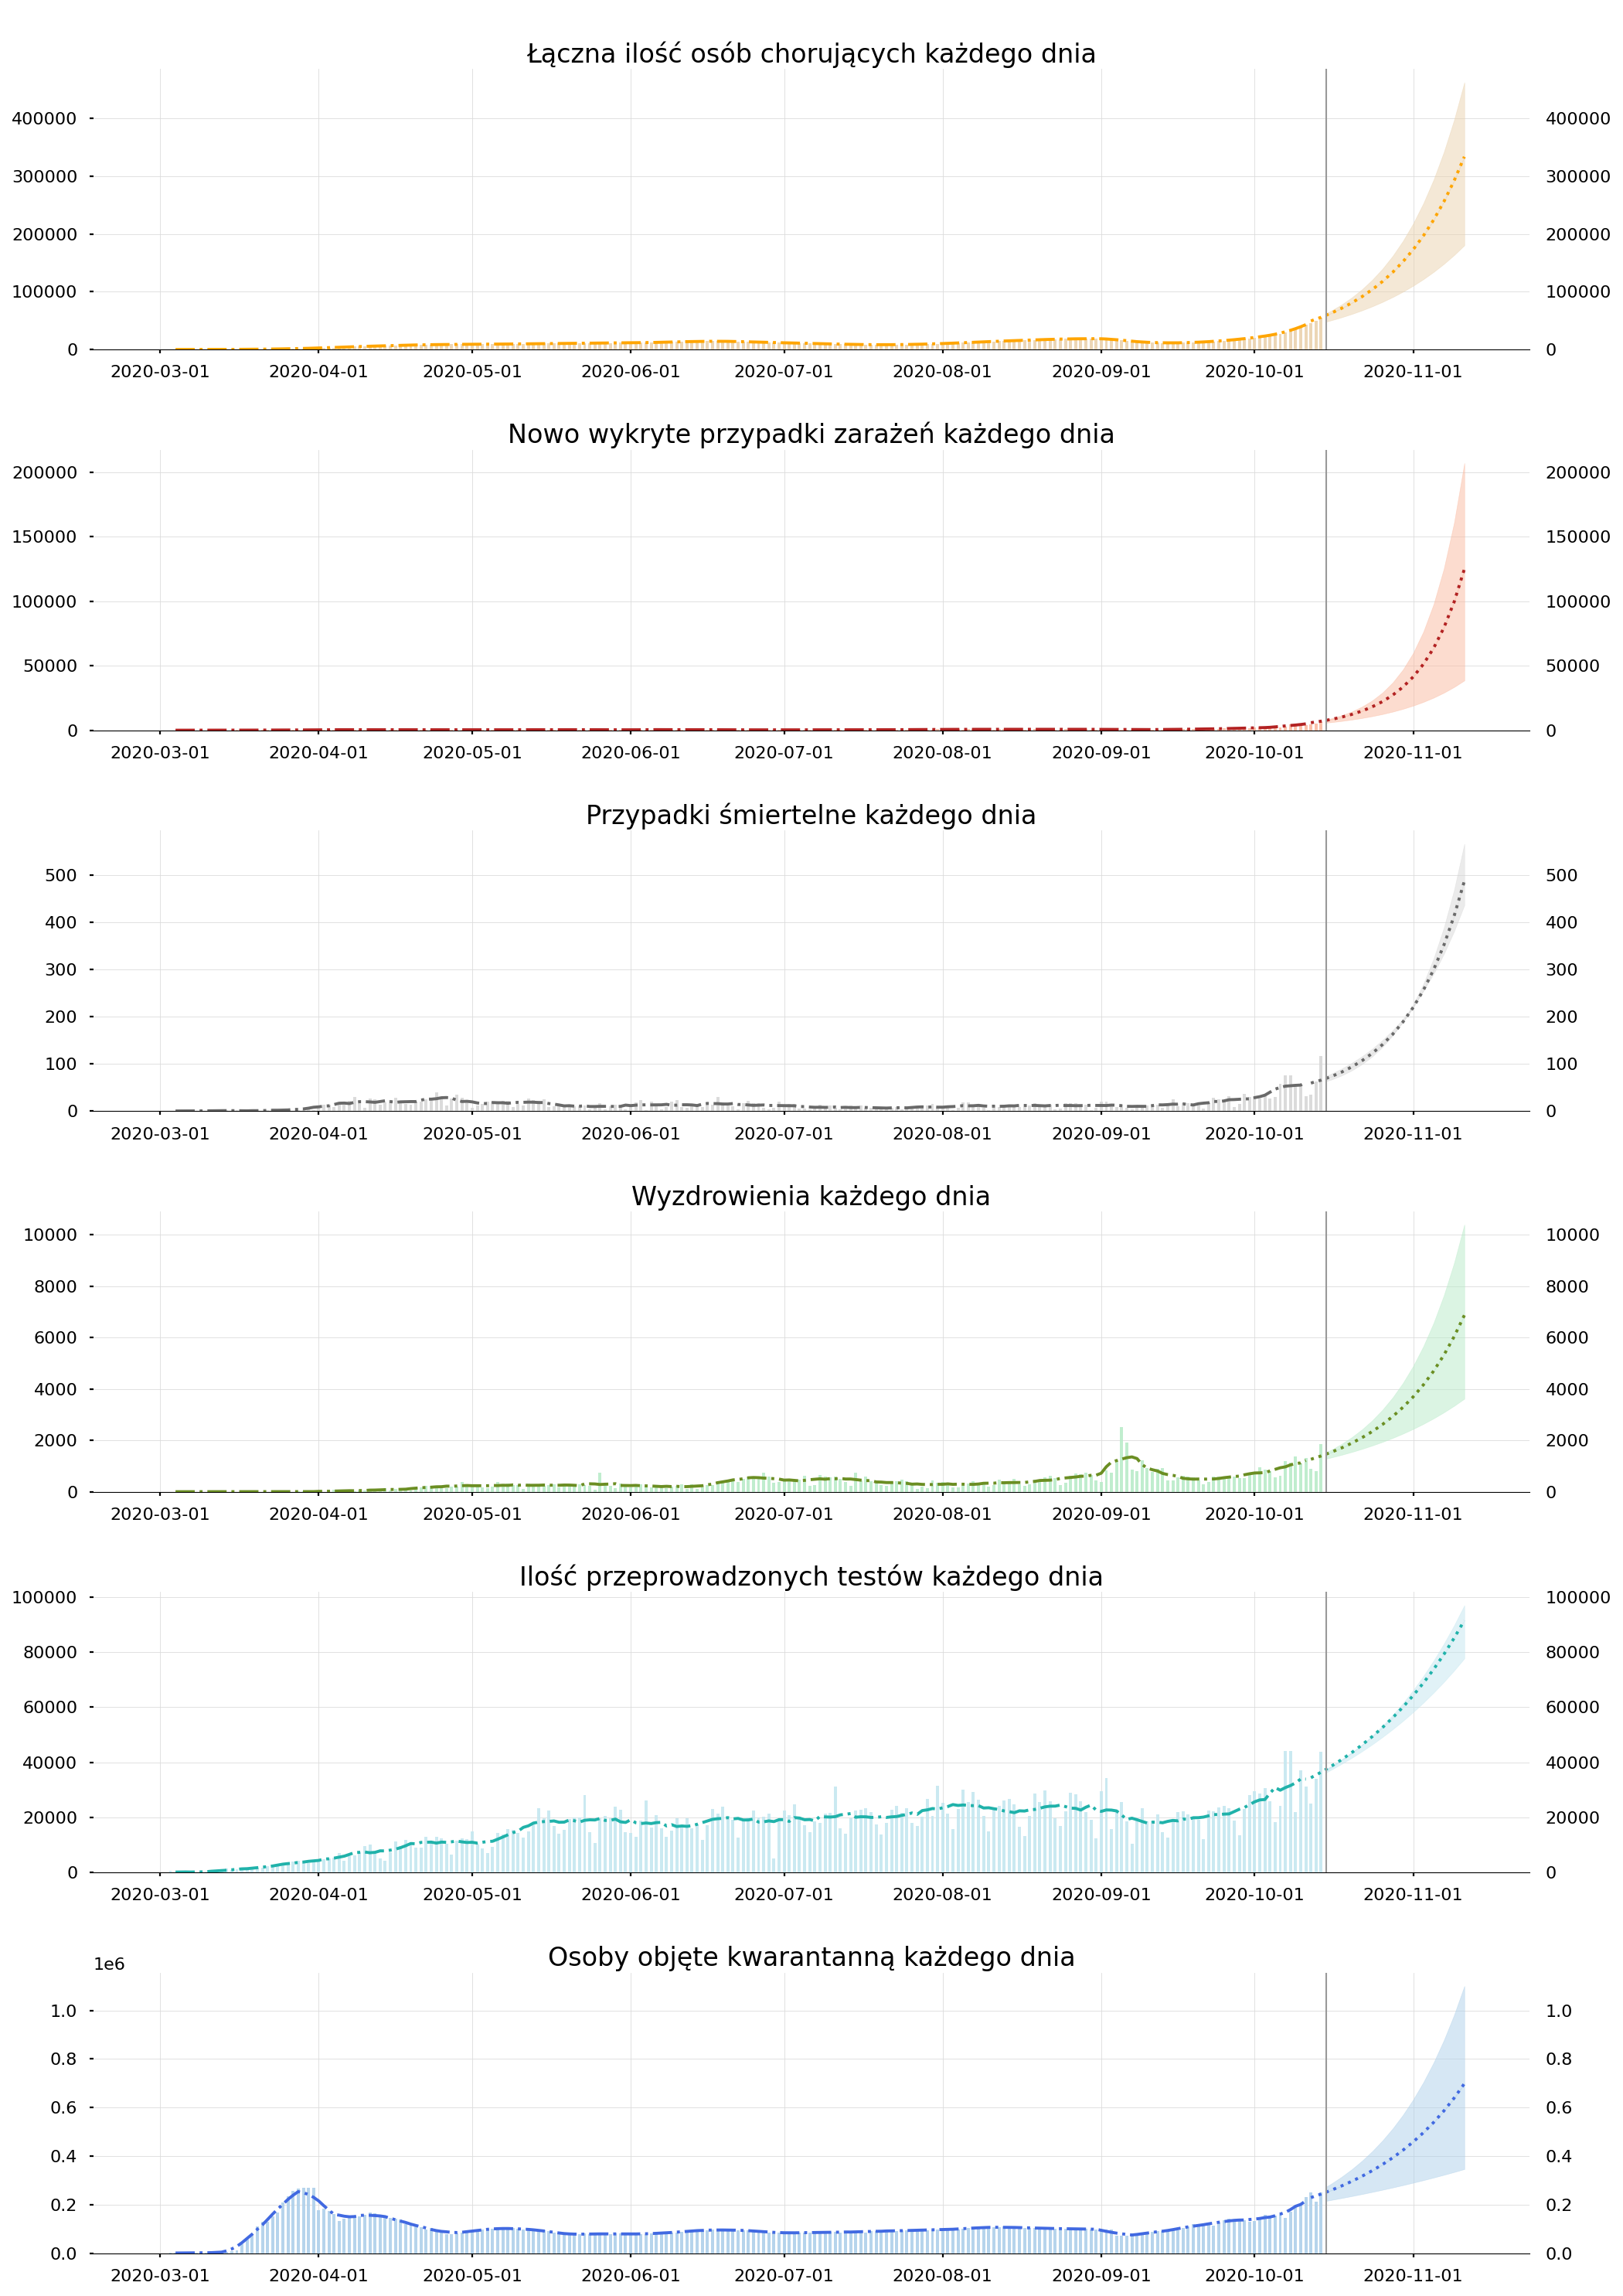 Łączna ilość osób chorujących każdego dnia
400000 400000
300000 300000
200000 200000
100000 100000
0 0
2020-03-01 2020-04-01 2020-05-01 2020-06-01 2020-07-01 2020-08-01 2020-09-01 2020-10-01 2020-11-01
Nowo wykryte przypadki zarażeń każdego dnia
200000 200000
150000 150000
100000 100000
50000 50000
0 0
2020-03-01 2020-04-01 2020-05-01 2020-06-01 2020-07-01 2020-08-01 2020-09-01 2020-10-01 2020-11-01
Przypadki śmiertelne każdego dnia
500 500
400 400
300 300
200 200
100 100
0 0
2020-03-01 2020-04-01 2020-05-01 2020-06-01 2020-07-01 2020-08-01 2020-09-01 2020-10-01 2020-11-01
Wyzdrowienia każdego dnia
10000 10000
8000 8000
6000 6000
4000 4000
2000 2000
0 0
2020-03-01 2020-04-01 2020-05-01 2020-06-01 2020-07-01 2020-08-01 2020-09-01 2020-10-01 2020-11-01
Ilość przeprowadzonych testów każdego dnia
100000 100000
80000 80000
60000 60000
40000 40000
20000 20000
0 0
2020-03-01 2020-04-01 2020-05-01 2020-06-01 2020-07-01 2020-08-01 2020-09-01 2020-10-01 2020-11-01
Osoby objęte kwarantanną każdego dnia
1e6
1.0 1.0
0.8 0.8
0.6 0.6
0.4 0.4
0.2 0.2
0.0 0.0
2020-03-01 2020-04-01 2020-05-01 2020-06-01 2020-07-01 2020-08-01 2020-09-01 2020-10-01 2020-11-01